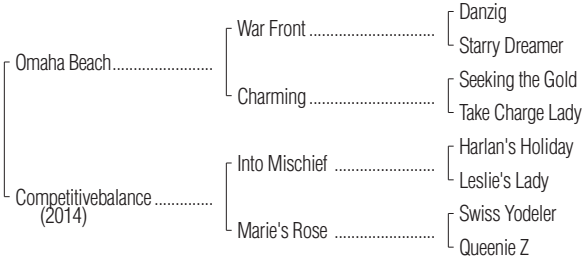 Danzig
War Front ..............................
Starry Dreamer
Omaha Beach........................
Seeking the Gold
Charming ..............................
Take Charge Lady
Harlan's Holiday
Into Mischief ........................
Leslie's Lady
Competitivebalance ..............
(2014)
Swiss Yodeler
Marie's Rose ........................
Queenie Z